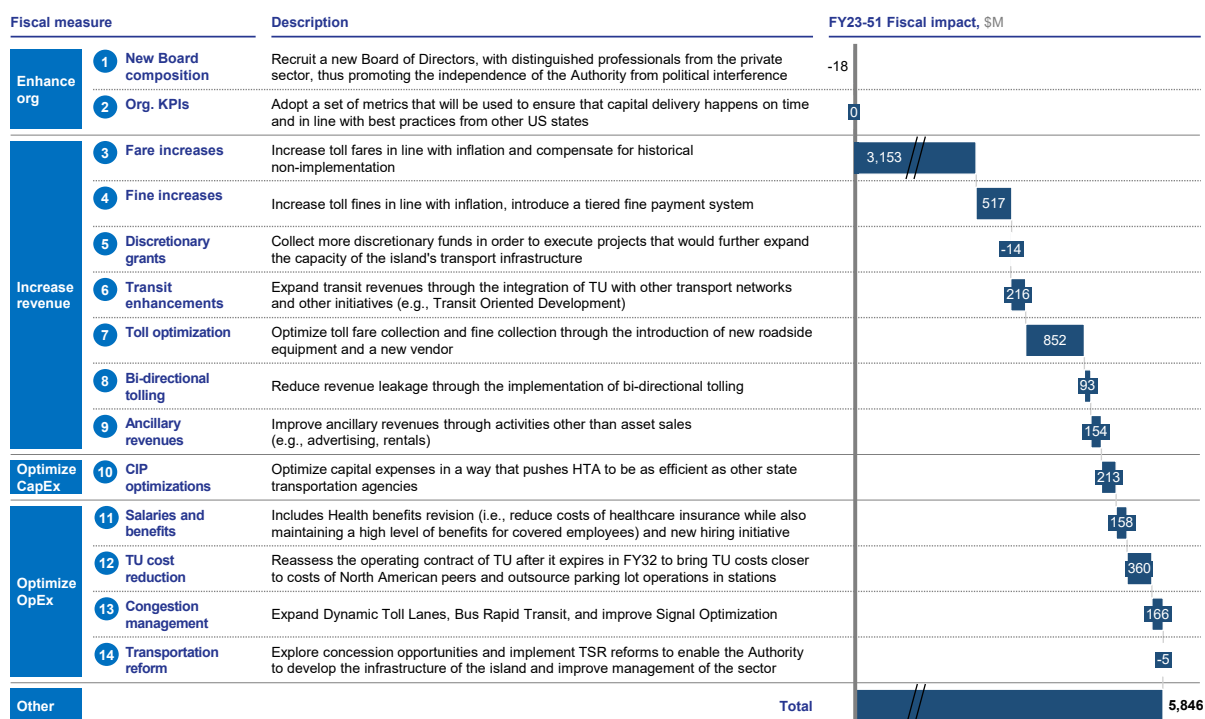 Fiscal measure
Description
FY23-51 Fiscal impact, $M
Enhance
org
1
New Board
composition
Recruit a new Board of Directors, with distinguished professionals from the private
sector, thus promoting the independence of the Authority from political interference
-18
2
Org. KPIs
Adopt a set of metrics that will be used to ensure that capital delivery happens on time
and in line with best practices from other US states
0
Increase
revenue
3
Fare increases
Increase toll fares in line with inflation and compensate for historical
non-implementation
3,153
4
Fine increases
Increase toll fines in line with inflation, introduce a tiered fine payment system
517
5
Discretionary
grants
Collect more discretionary funds in order to execute projects that would further expand
the capacity of the island's transport infrastructure
-14
6
Transit
enhancements
Expand transit revenues through the integration of TU with other transport networks
and other initiatives (e.g., Transit Oriented Development)
216
7
Toll optimization
Optimize toll fare collection and fine collection through the introduction of new roadside
equipment and a new vendor
852
8
Bi-directional
tolling
Reduce revenue leakage through the implementation of bi-directional tolling
93
9
Ancillary
revenues
Improve ancillary revenues through activities other than asset sales
(e.g., advertising, rentals)
154
Optimize
CapEx
10
CIP
optimizations
Optimize capital expenses in a way that pushes HTA to be as efficient as other state
transportation agencies
213
Optimize
OpEx
11
Salaries and
benefits
Includes Health benefits revision (i.e., reduce costs of healthcare insurance while also
maintaining a high level of benefits for covered employees) and new hiring initiative
158
12
TU cost
reduction
Reassess the operating contract of TU after it expires in FY32 to bring TU costs closer
to costs of North American peers and outsource parking lot operations in stations
360
13
Congestion
management
Expand Dynamic Toll Lanes, Bus Rapid Transit, and improve Signal Optimization
166
14
Transportation
reform
Explore concession opportunities and implement TSR reforms to enable the Authority
to develop the infrastructure of the island and improve management of the sector
-5
Other
Total
5,846